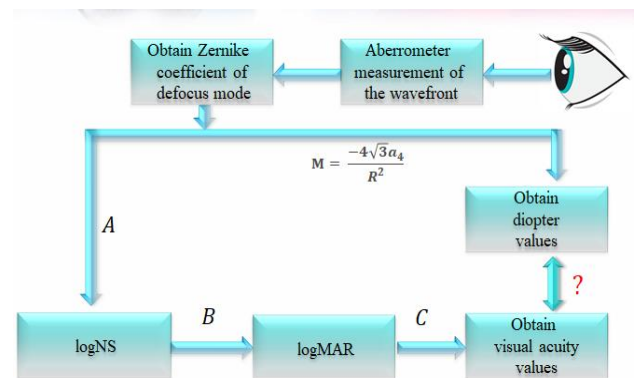 Obtain Zernike
coefficient of
defocus mode
Aberrometer
measurement of
the wavefront
M = −4√3a₄ / R²
A
Obtain
diopter
values
?
B
C
logNS
logMAR
Obtain
visual acuity
values